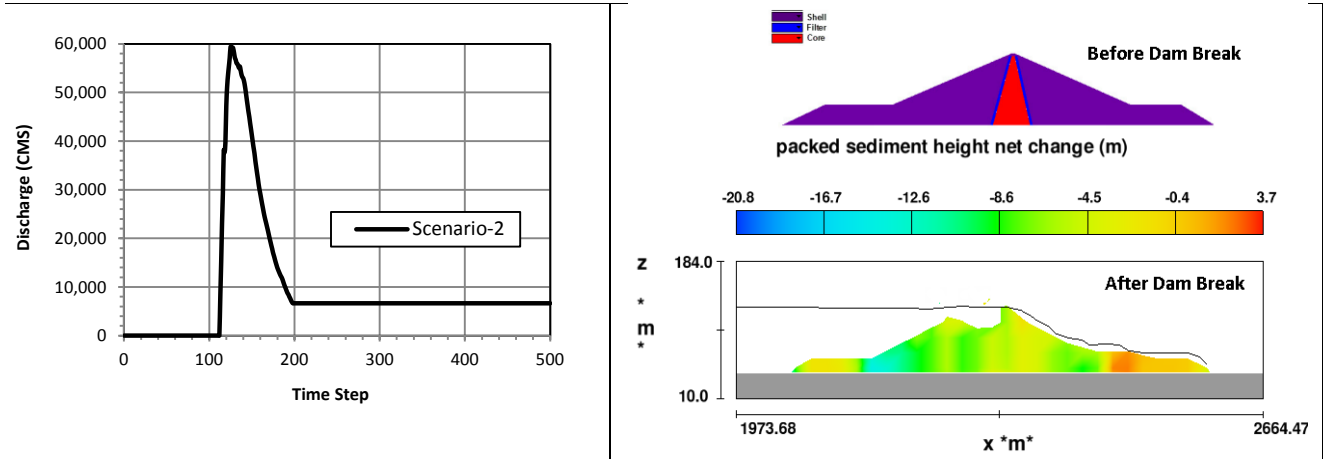 60,000
50,000
40,000
30,000
20,000
10,000
0
Discharge (CMS)
Scenario-2
0 100 200 300 400 500
Time Step
Shell
Filter
Core
Before Dam Break
packed sediment height net change (m)
-20.8 -16.7 -12.6 -8.6 -4.5 -0.4 3.7
z
*
m
*
184.0
10.0
After Dam Break
1973.68 2664.47
x *m*